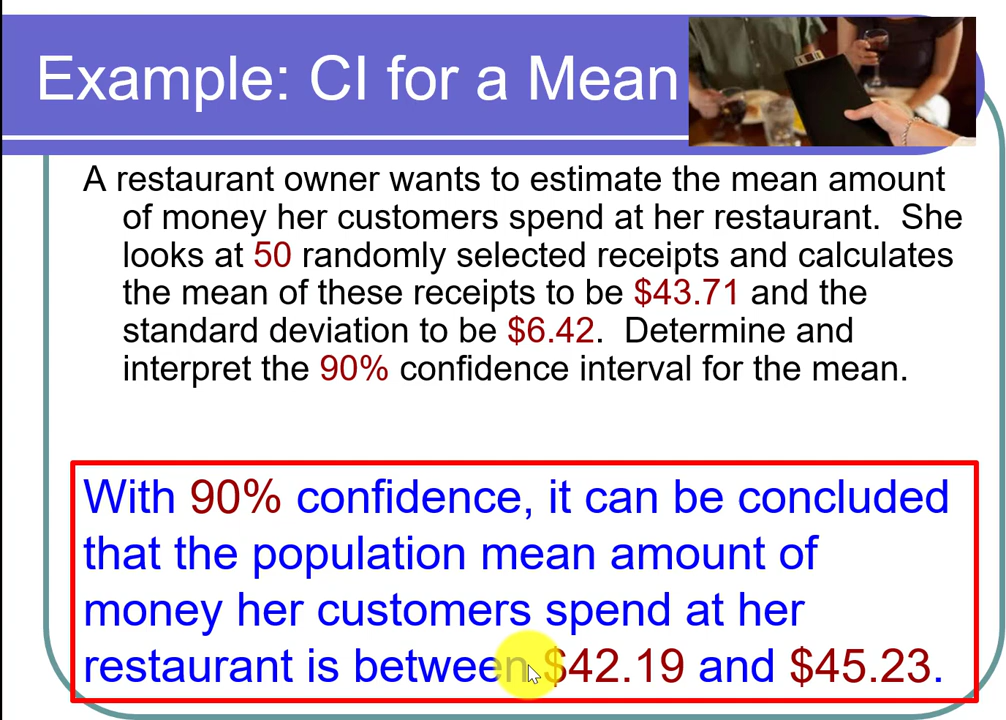 Example: CI for a Mean
A restaurant owner wants to estimate the mean amount
of money her customers spend at her restaurant. She
looks at 50 randomly selected receipts and calculates
the mean of these receipts to be $43.71 and the
standard deviation to be $6.42. Determine and
interpret the 90% confidence interval for the mean.
With 90% confidence, it can be concluded
that the population mean amount of
money her customers spend at her
restaurant is between $42.19 and $45.23.